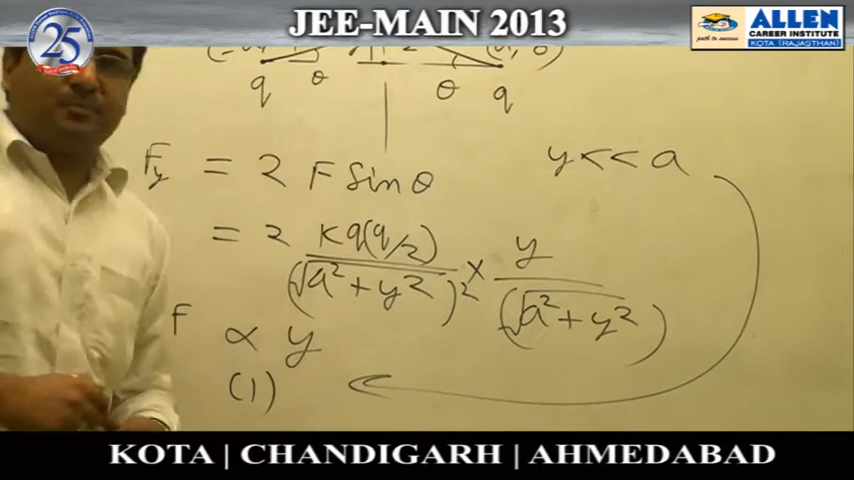 JEE-MAIN 2013
25
path to success
ALLEN
CAREER INSTITUTE
KOTA (RAJASTHAN)
q θ θ q
Fy = 2 F Sin θ y << a
= 2 Kq(q/2) / (√a² + y²)² × y / (√a² + y²)
F ∝ y
(1)
KOTA | CHANDIGARH | AHMEDABAD